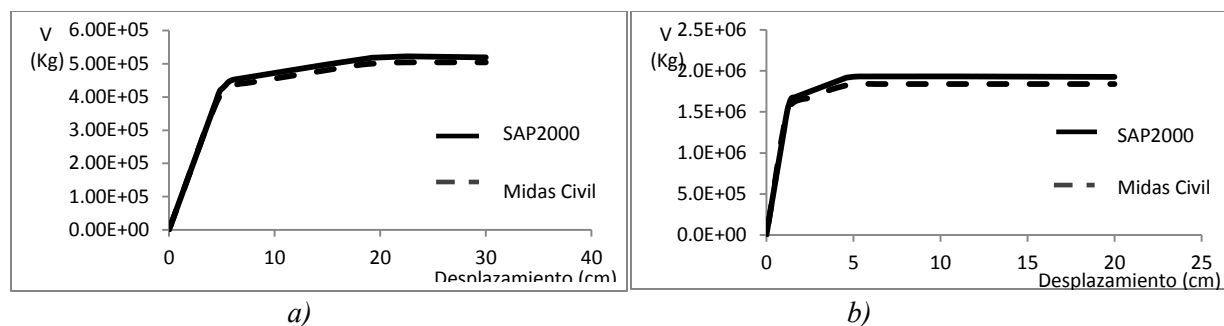 V
(Kg)
6.00E+05
5.00E+05
4.00E+05
3.00E+05
2.00E+05
1.00E+05
0.00E+00
0
10
20
30
40
Desplazamiento (cm)
SAP2000
Midas Civil
a)
V
(Kg)
2.5E+06
2.0E+06
1.5E+06
1.0E+06
5.0E+05
0.0E+00
0
5
10
15
20
25
Desplazamiento (cm)
SAP2000
Midas Civil
b)